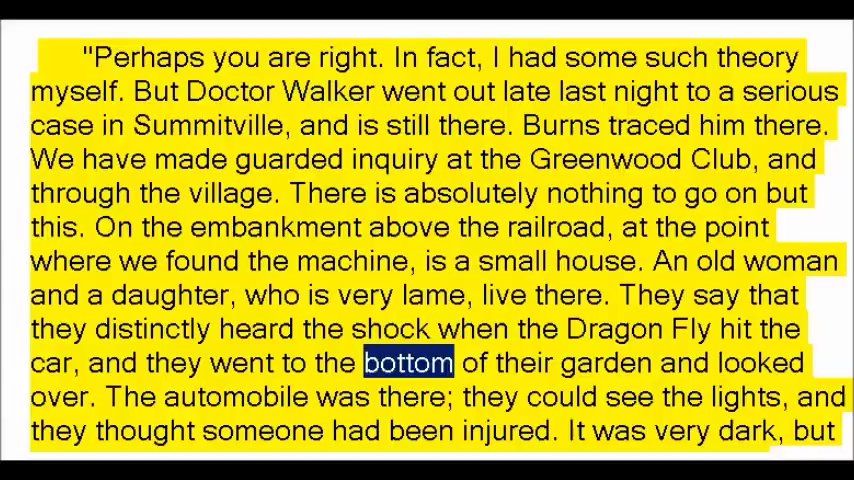 "Perhaps you are right. In fact, I had some such theory
myself. But Doctor Walker went out late last night to a serious
case in Summitville, and is still there. Burns traced him there.
We have made guarded inquiry at the Greenwood Club, and
through the village. There is absolutely nothing to go on but
this. On the embankment above the railroad, at the point
where we found the machine, is a small house. An old woman
and a daughter, who is very lame, live there. They say that
they distinctly heard the shock when the Dragon Fly hit the
car, and they went to the bottom of their garden and looked
over. The automobile was there; they could see the lights, and
they thought someone had been injured. It was very dark, but